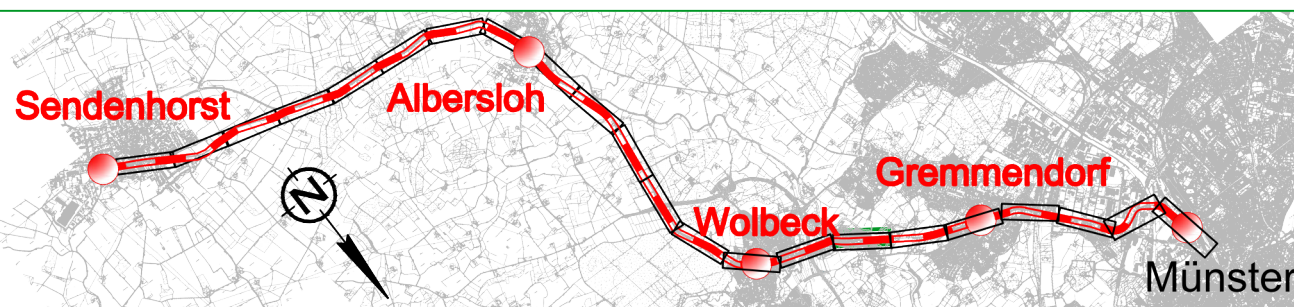 Sendenhorst
Albersloh
N
Wolbeck
Gremmendorf
Münster